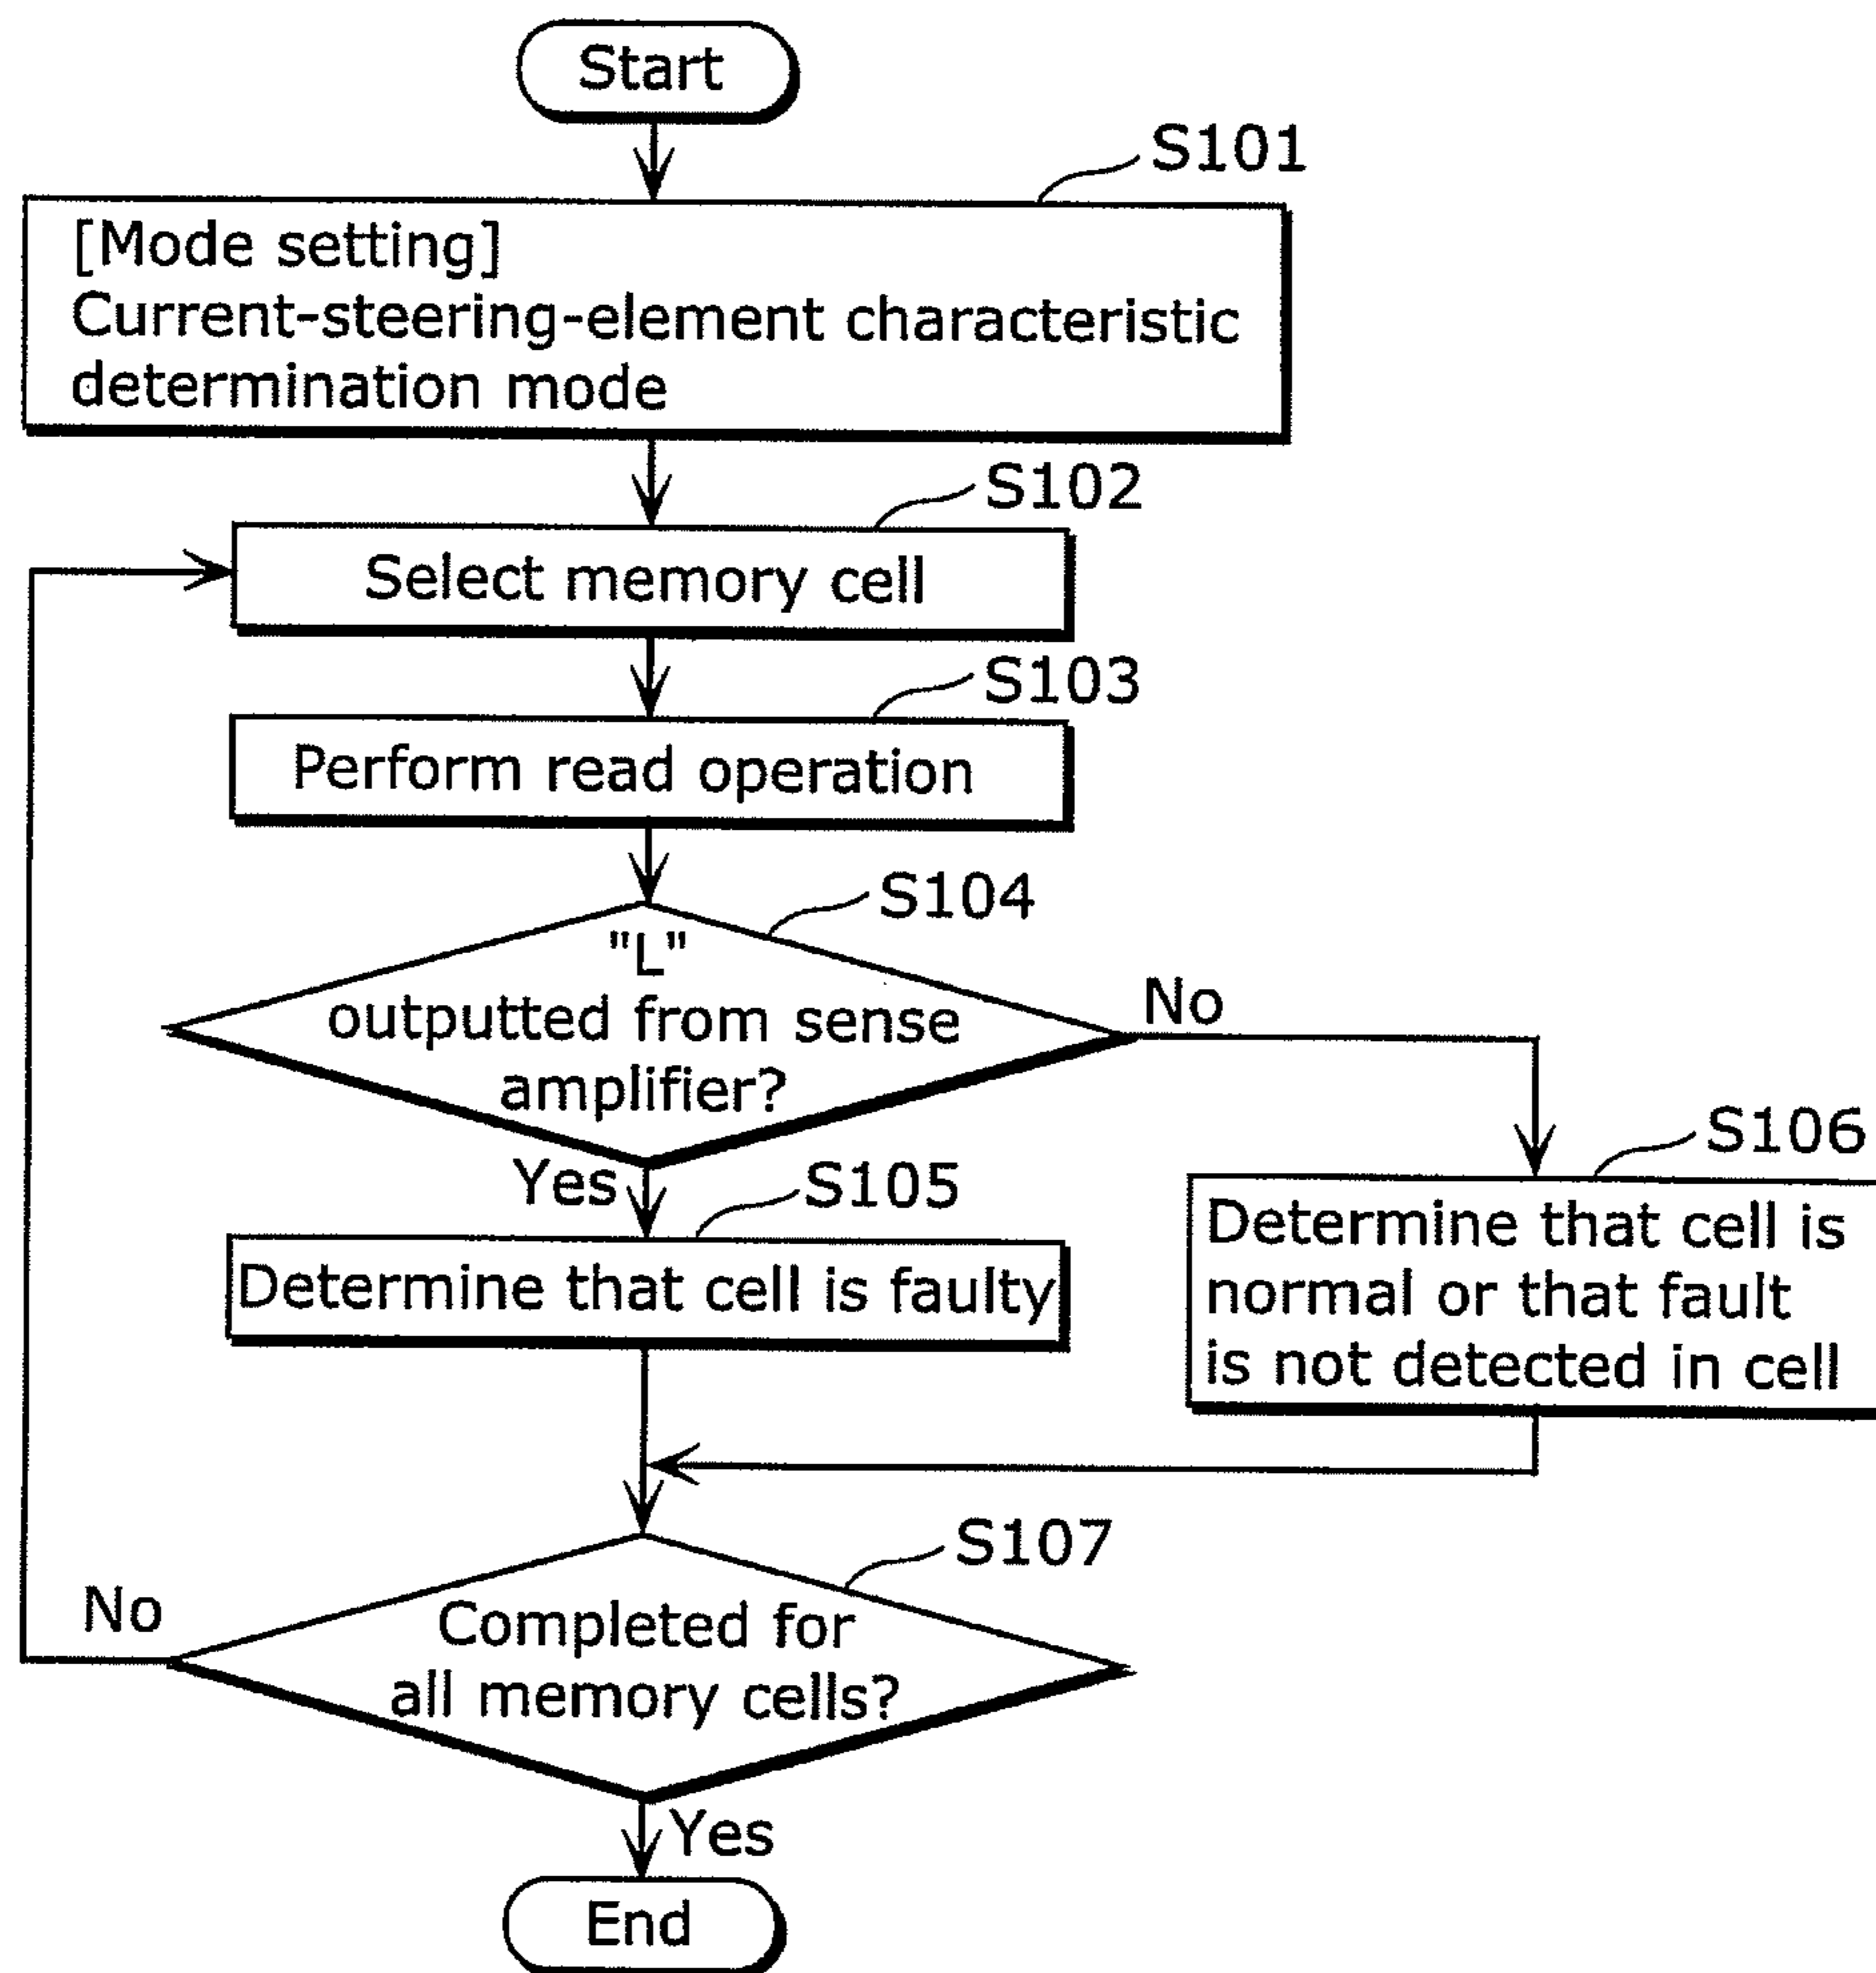 Start
S101
[Mode setting]
Current-steering-element characteristic
determination mode
S102
Select memory cell
S103
Perform read operation
S104
"L"
outputted from sense
amplifier?
No
Yes
S105
S106
Determine that cell is faulty
Determine that cell is
normal or that fault
is not detected in cell
S107
Completed for
all memory cells?
No
Yes
End